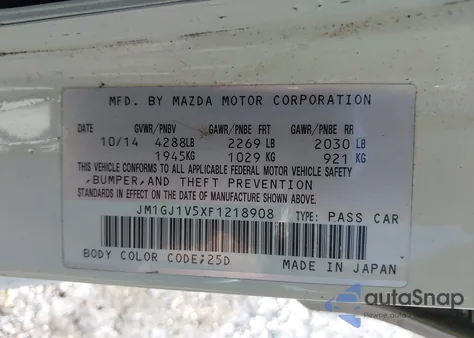 MFD. BY MAZDA MOTOR CORPORATION
GVWR/PNBV GAWR/PNBE FRT GAWR/PNBE RR
10/14 4288LB 2269 LB 2030 LB
1945KG 1029 KG 921 KG
THIS VEHICLE CONFORMS TO ALL APPLICABLE FEDERAL MOTOR VEHICLE SAFETY
,BUMPER,AND THEFT PREVENTION
STANDARDS IN EFFECT ON THE DATE OF MANUFACTURE SHOWN ABOVE.
JM1GJ1V5XF1218908 TYPE: PASS CAR
BODY COLOR CODE;25D MADE IN JAPAN
autoSnap